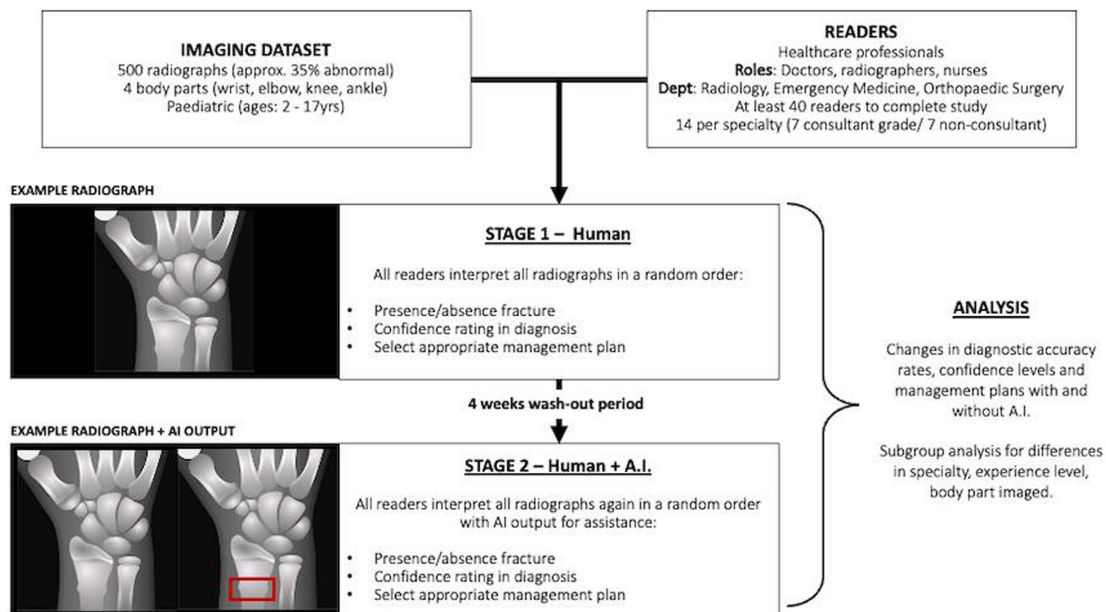 IMAGING DATASET
500 radiographs (approx. 35% abnormal)
4 body parts (wrist, elbow, knee, ankle)
Paediatric (ages: 2 - 17yrs)
READERS
Healthcare professionals
Roles: Doctors, radiographers, nurses
Dept: Radiology, Emergency Medicine, Orthopaedic Surgery
At least 40 readers to complete study
14 per specialty (7 consultant grade/ 7 non-consultant)
EXAMPLE RADIOGRAPH
STAGE 1 – Human
All readers interpret all radiographs in a random order:
• Presence/absence fracture
• Confidence rating in diagnosis
• Select appropriate management plan
4 weeks wash-out period
EXAMPLE RADIOGRAPH + AI OUTPUT
STAGE 2 – Human + A.I.
All readers interpret all radiographs again in a random order
with AI output for assistance:
• Presence/absence fracture
• Confidence rating in diagnosis
• Select appropriate management plan
ANALYSIS
Changes in diagnostic accuracy
rates, confidence levels and
management plans with and
without A.I.
Subgroup analysis for differences
in specialty, experience level,
body part imaged.